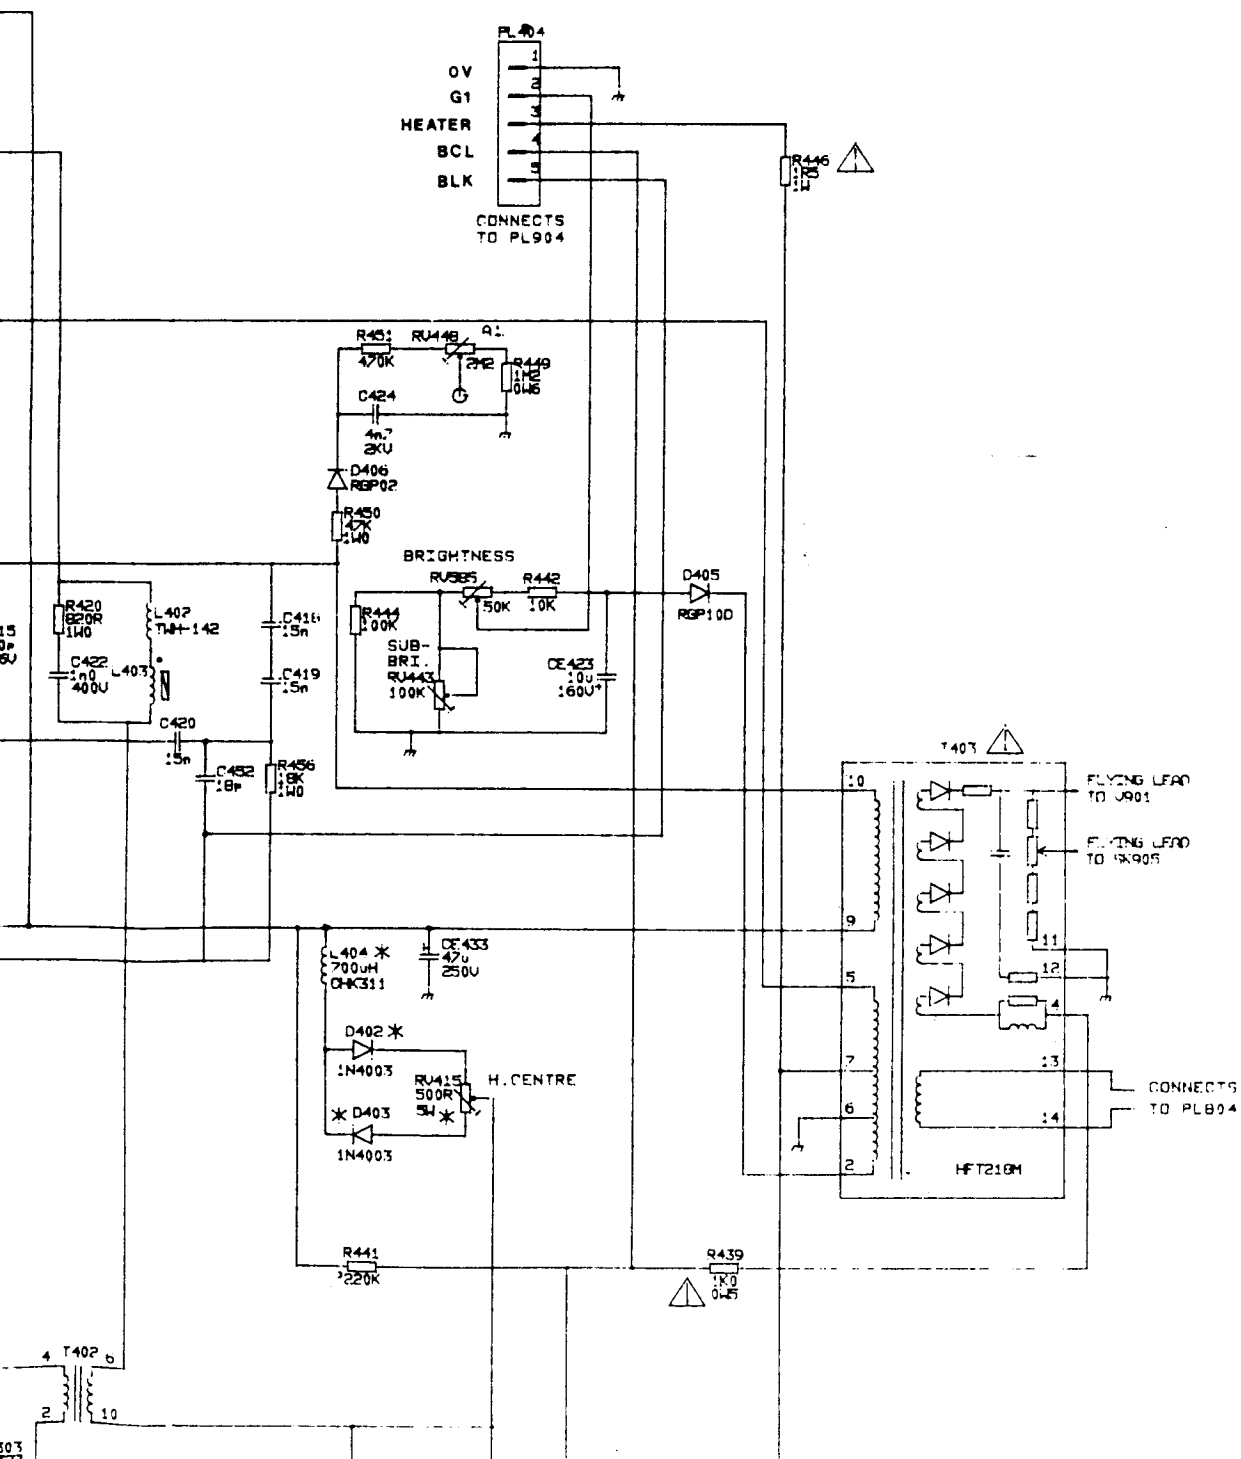 PL404
1
0V
2
G1
3
HEATER
4
BCL
5
BLK
CONNECTS
TO PL904
R446
1R5
1W
R451
470K
RV448
A1
2M2
R449
0W6
C424
4n7
2KV
D406
RGP02
R450
47K
1W0
BRIGHTNESS
RV585
50K
R442
10K
D405
RGP10D
R444
100K
SUB-
BRI.
RV443
100K
CE423
10u
160V
R420
820R
1W0
L402
TWH-142
C422
1n0
400V
L403
C418
15n
C419
15n
C420
15n
C452
18p
R456
18K
1W0
T403
10
FLYING LEAD
TO V901
FLYING LEAD
TO SK905
9
11
12
5
4
7
13
6
14
2
HFT218M
CONNECTS
TO PL804
L404 *
700uH
CHK311
CE433
47u
250V
D402 *
1N4003
RV415
500R
5W *
H.CENTRE
* D403
1N4003
R441
220K
R439
1K0
0W5
T402
4
6
2
10